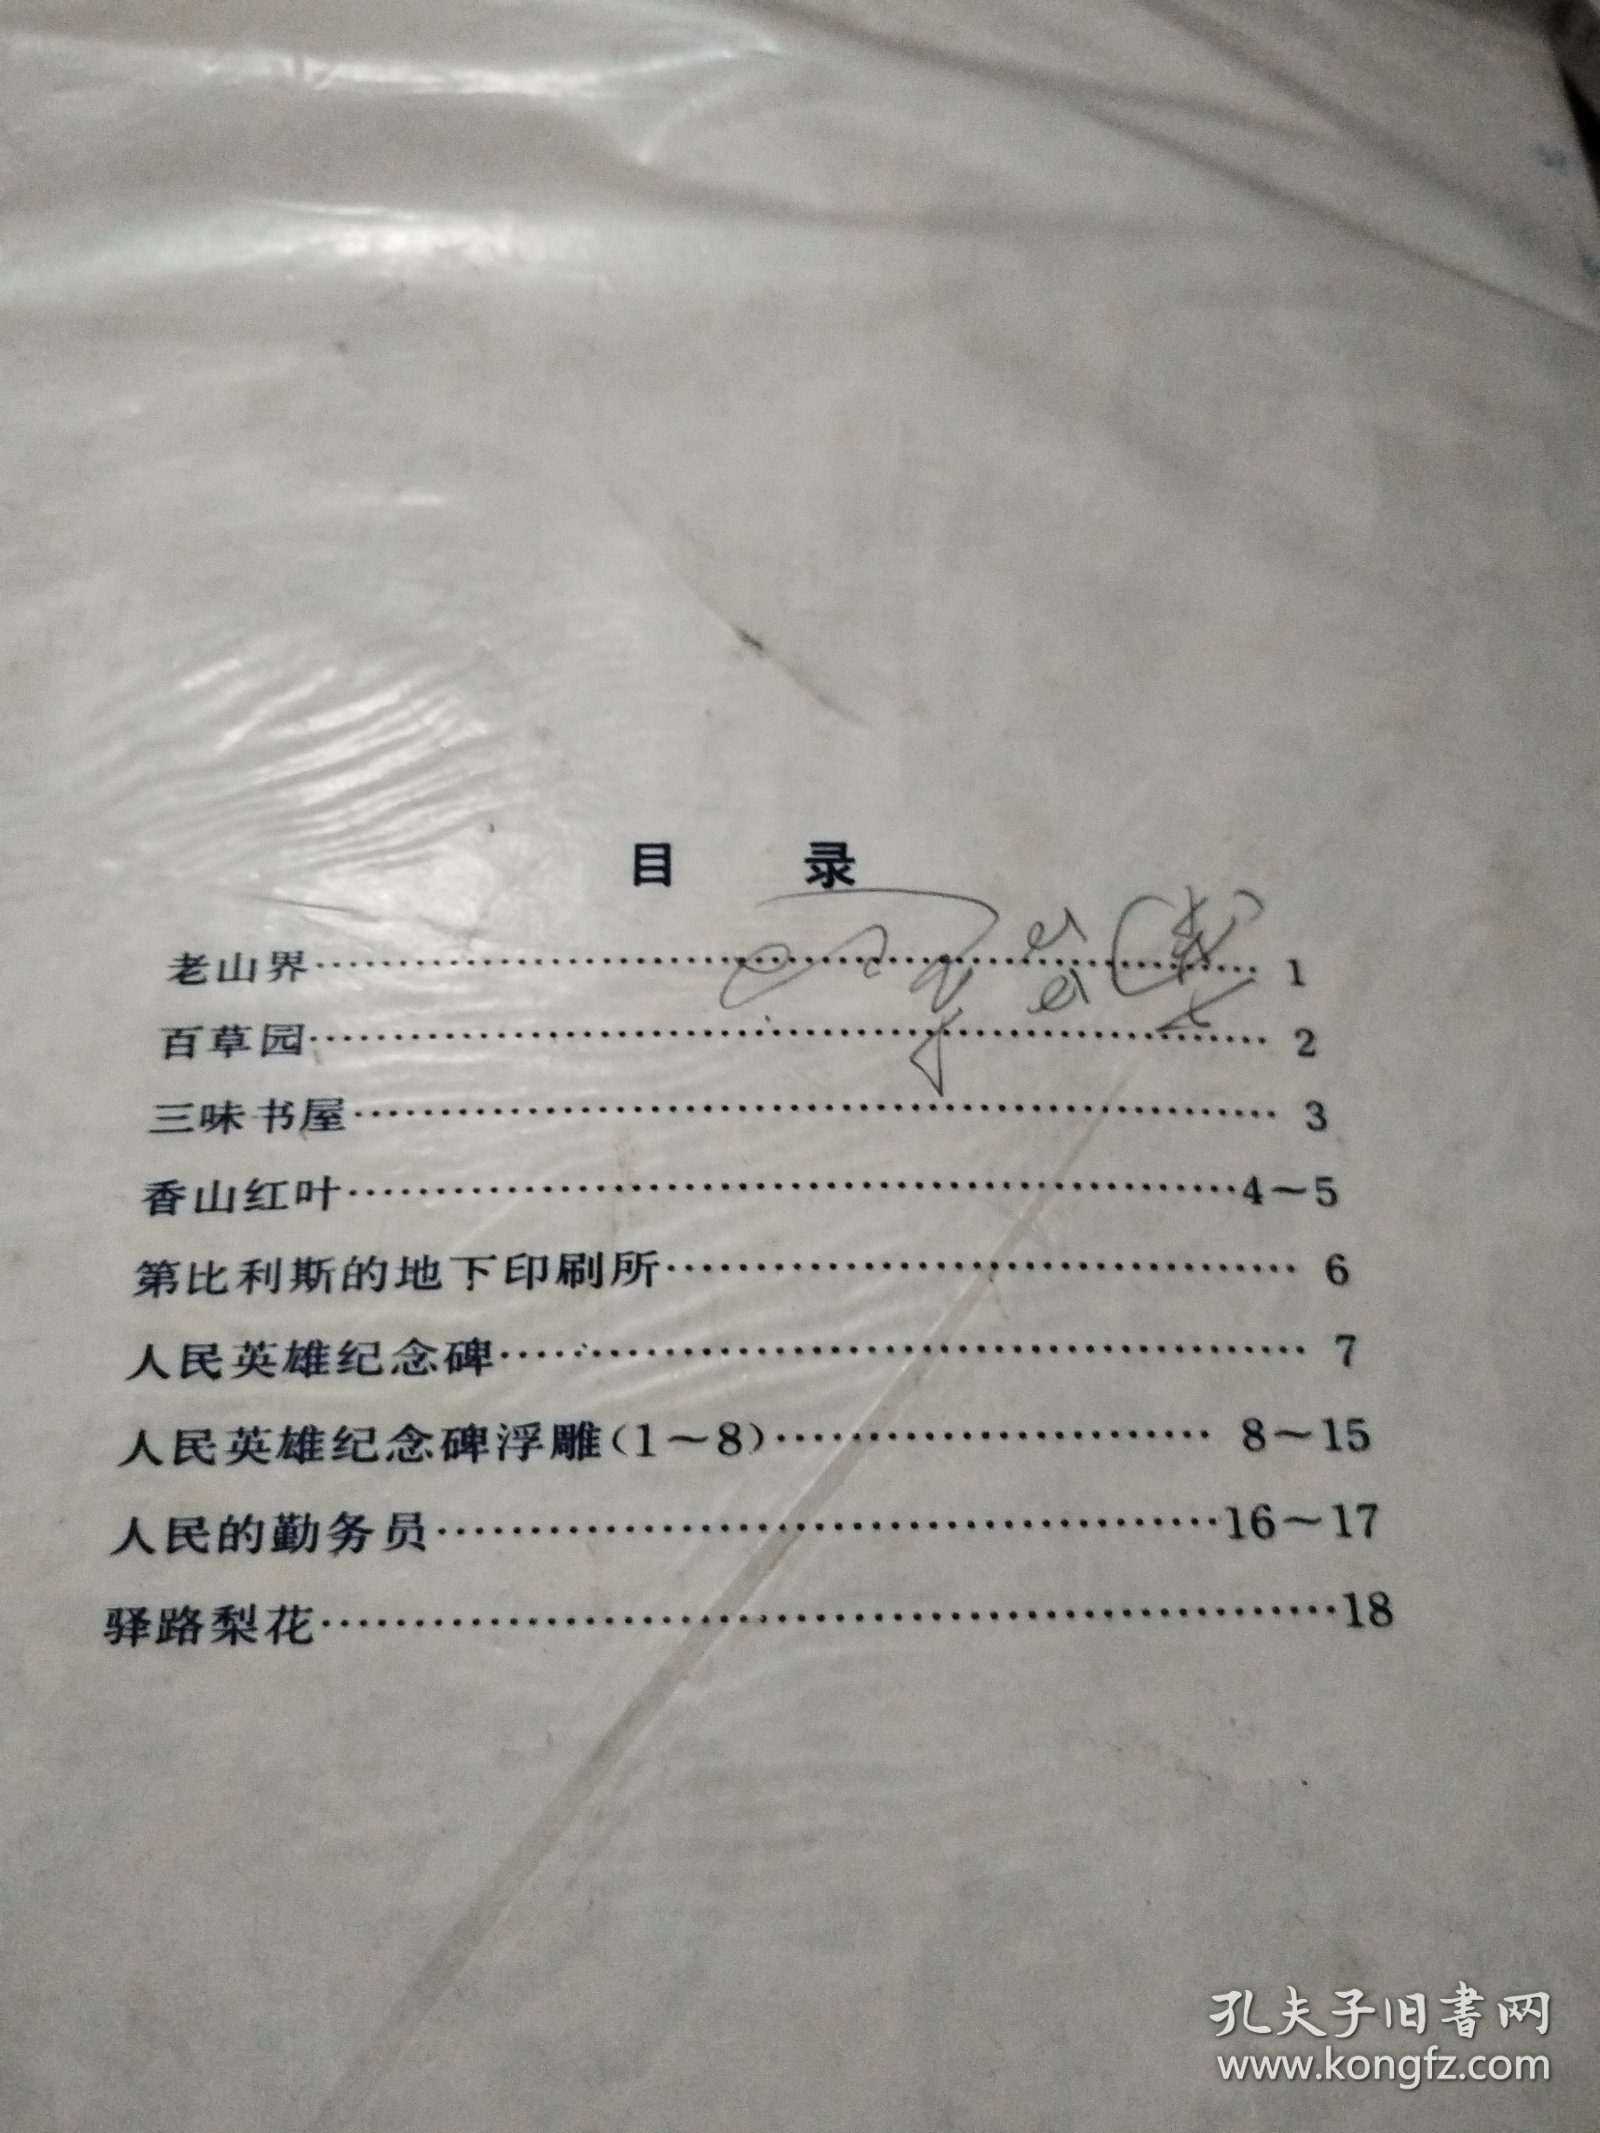 目 录
老山界……………………………………………… 1
百草园……………………………………………… 2
三味书屋…………………………………………… 3
香山红叶……………………………………………4～5
第比利斯的地下印刷所…………………………… 6
人民英雄纪念碑…………………………………… 7
人民英雄纪念碑浮雕(1～8)…………………… 8～15
人民的勤务员………………………………………16～17
驿路梨花……………………………………………18
孔夫子旧书网
www.kongfz.com